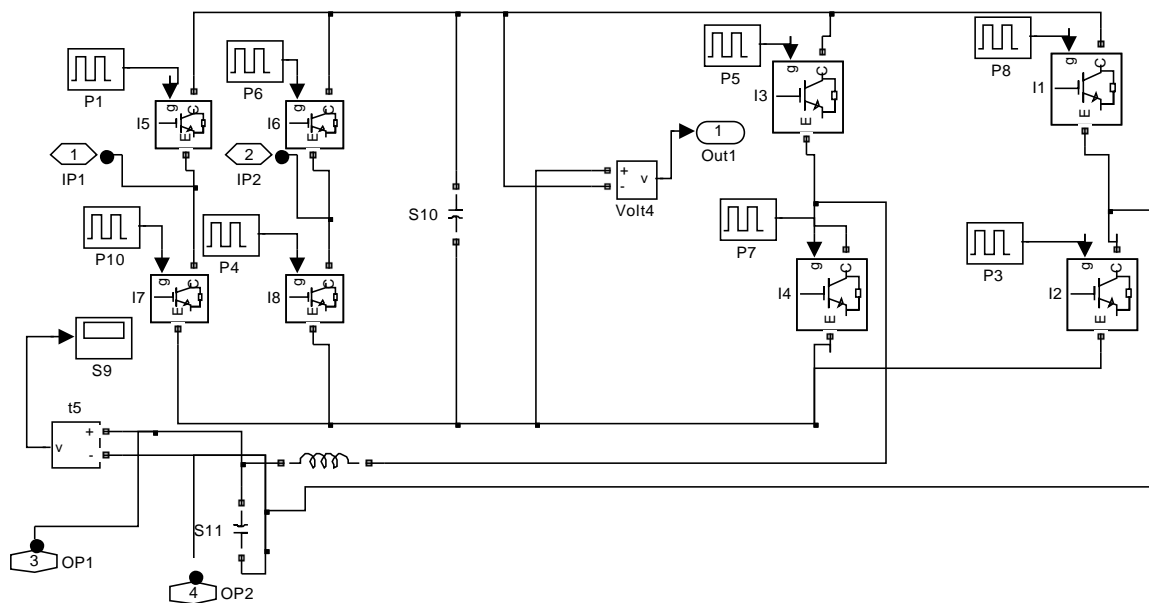 P1
P6
P5
P8
g
C
E
I5
g
C
E
I6
g
C
E
I3
g
C
E
I1
1
IP1
2
IP2
1
Out1
+
-
v
Volt4
S10
P10
P4
P7
P3
g
C
E
I7
g
C
E
I8
g
C
E
I4
g
C
E
I2
S9
t5
+
-
v
S11
3
OP1
4
OP2